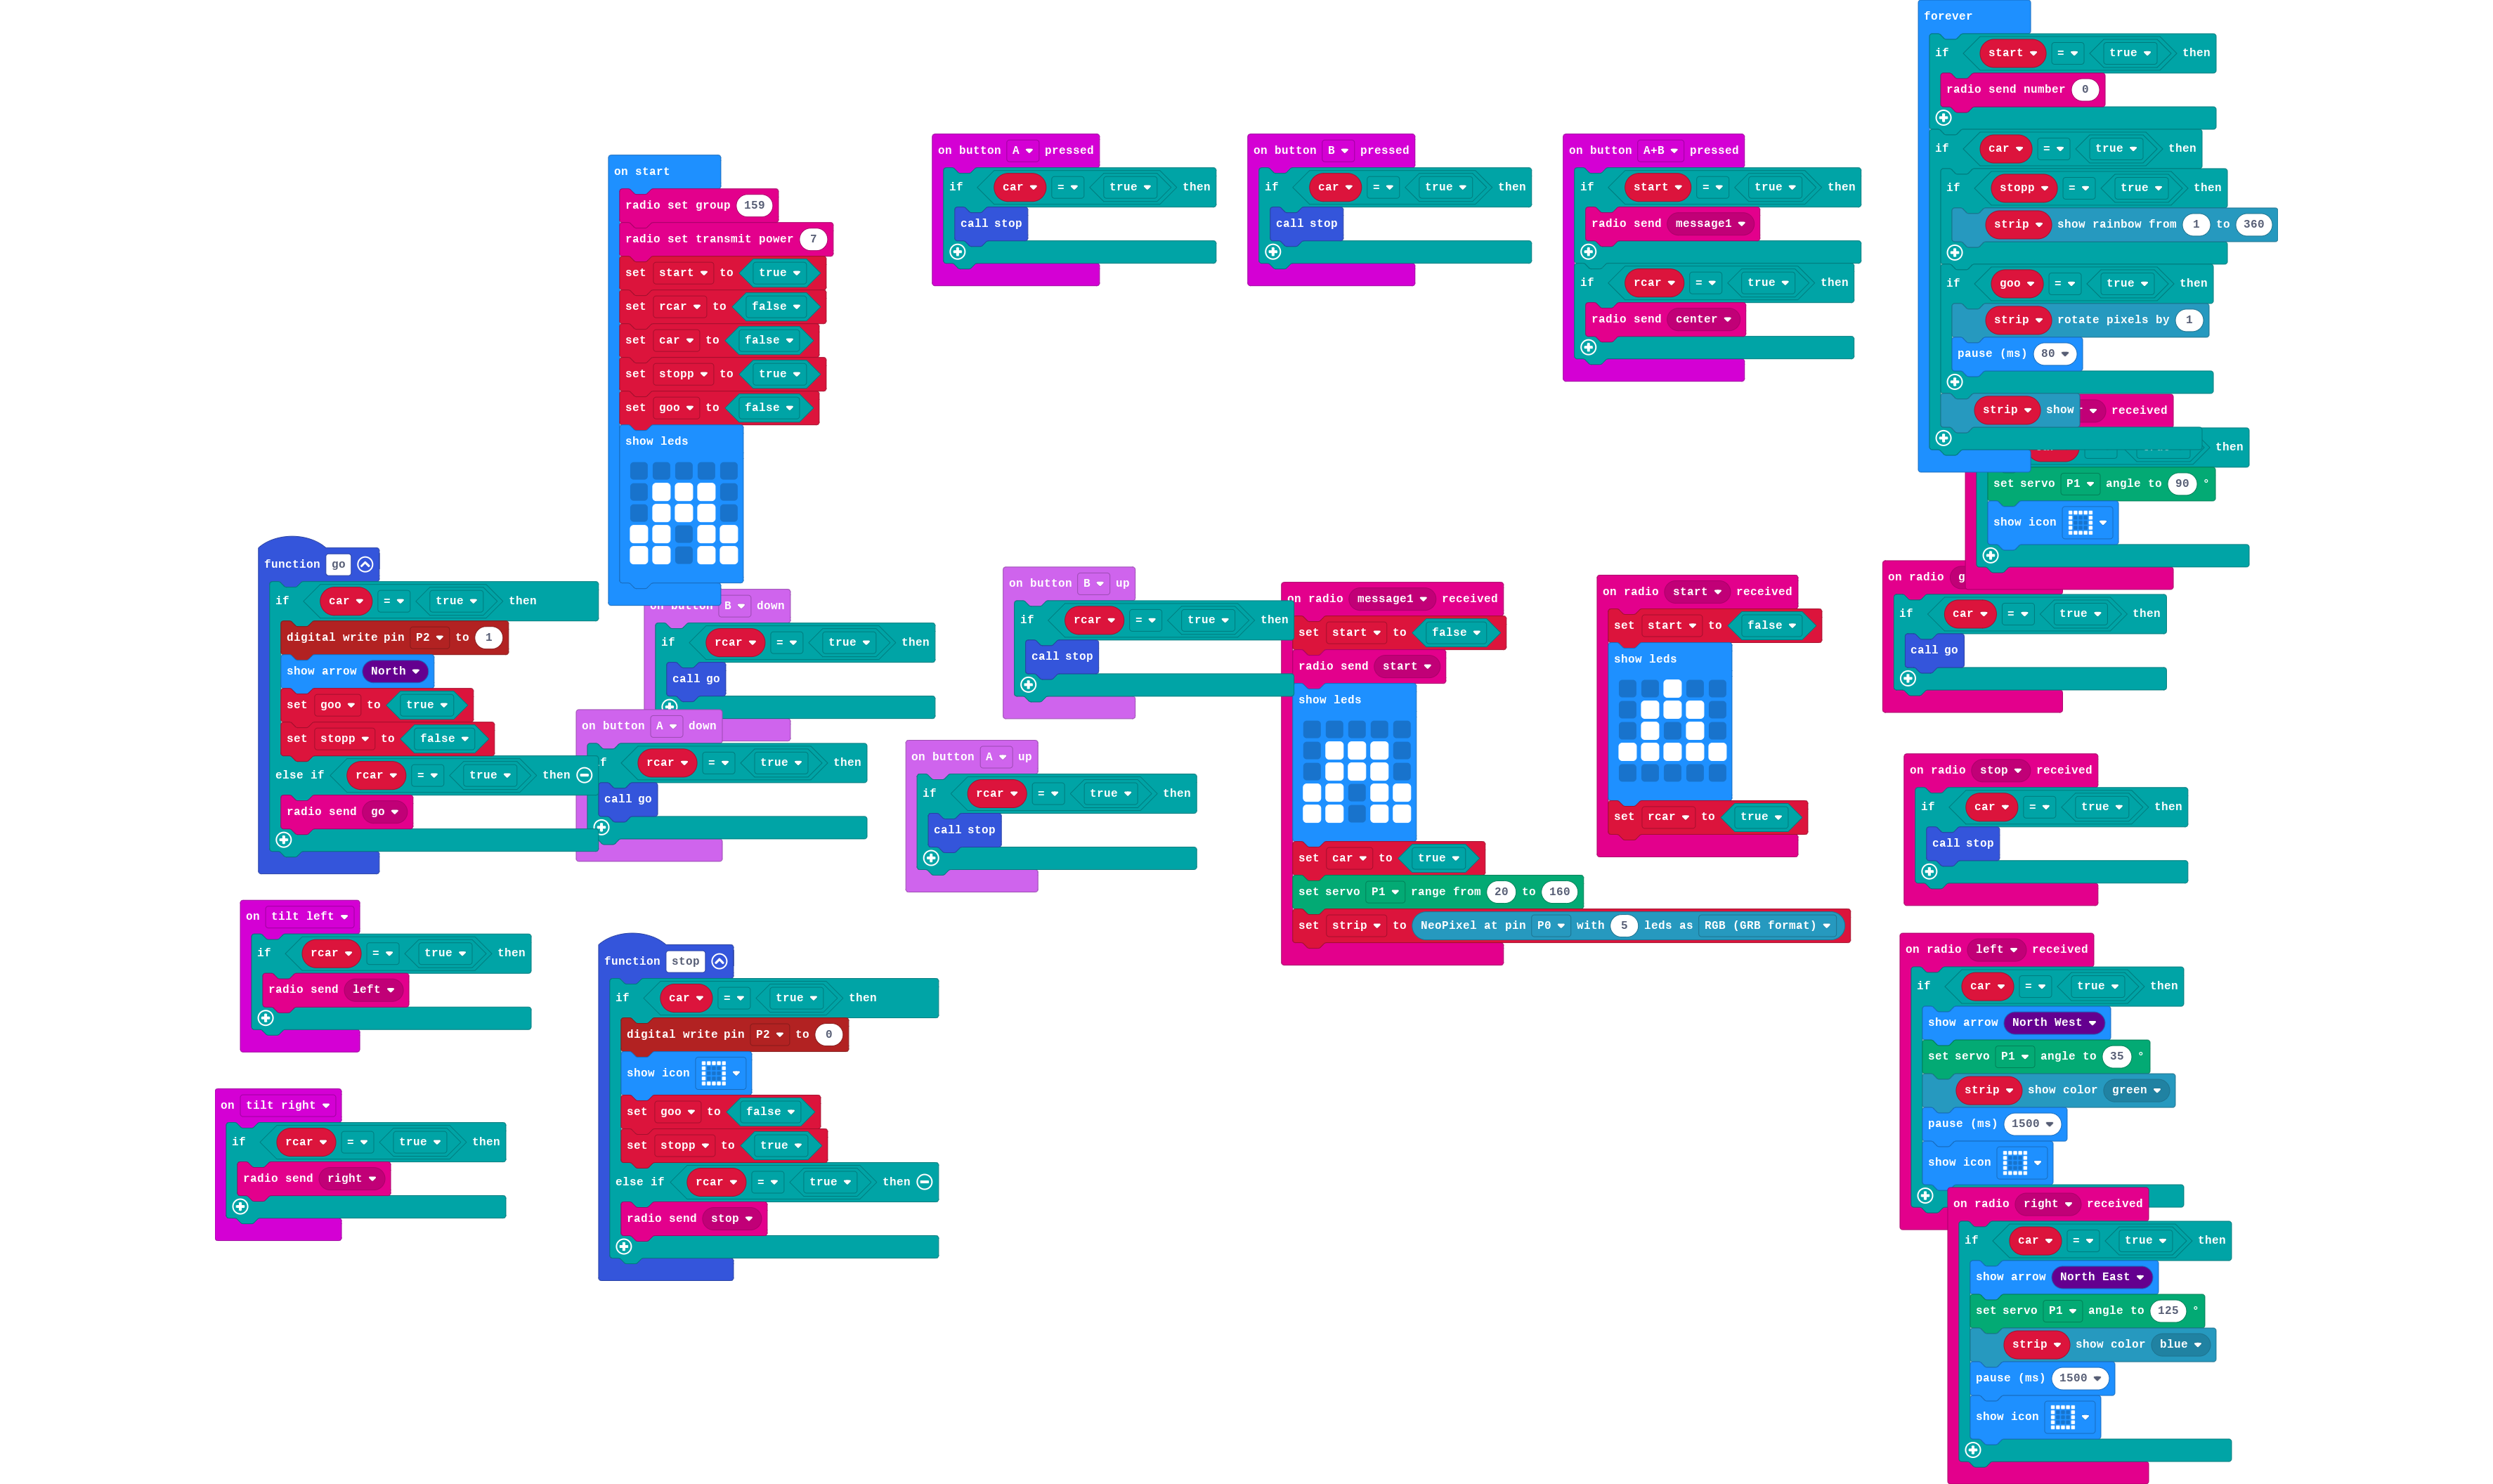 on start
radio set group 159
radio set transmit power 7
set start to true
set rcar to false
set car to false
set stopp to true
set goo to false
show leds
on button A pressed
if car = true then
call stop
on button B pressed
if car = true then
call stop
on button A+B pressed
if start = true then
radio send message1
if rcar = true then
radio send center
forever
if start = true then
radio send number 0
if car = true then
if stopp = true then
strip show rainbow from 1 to 360
if goo = true then
strip rotate pixels by 1
pause (ms) 80
strip show
received
then
set servo P1 angle to 90 °
show icon
function go
if car = true then
digital write pin P2 to 1
show arrow North
set goo to true
set stopp to false
else if rcar = true then
radio send go
on button B down
if rcar = true then
call go
on button A down
if rcar = true then
call go
on button B up
if rcar = true then
call stop
on button A up
if rcar = true then
call stop
on radio message1 received
set start to false
radio send start
show leds
set car to true
set servo P1 range from 20 to 160
set strip to NeoPixel at pin P0 with 5 leds as RGB (GRB format)
on radio start received
set start to false
show leds
set rcar to true
on radio
if car = true then
call go
on radio stop received
if car = true then
call stop
on tilt left
if rcar = true then
radio send left
on tilt right
if rcar = true then
radio send right
function stop
if car = true then
digital write pin P2 to 0
show icon
set goo to false
set stopp to true
else if rcar = true then
radio send stop
on radio left received
if car = true then
show arrow North West
set servo P1 angle to 35 °
strip show color green
pause (ms) 1500
show icon
on radio right received
if car = true then
show arrow North East
set servo P1 angle to 125 °
strip show color blue
pause (ms) 1500
show icon